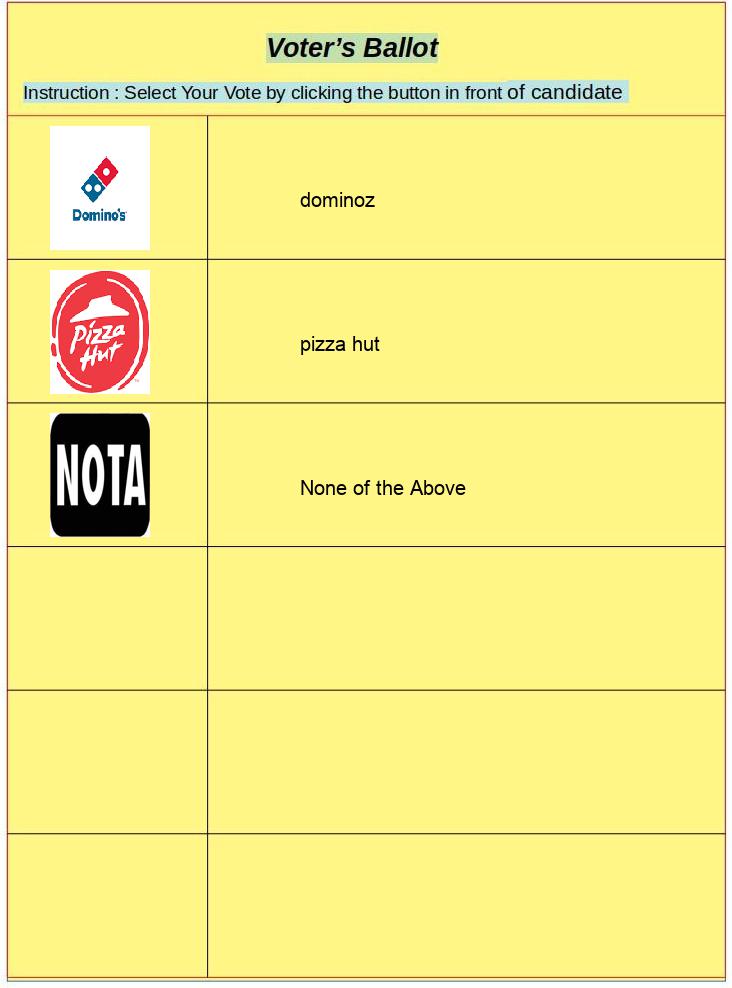 Voter’s Ballot
Instruction : Select Your Vote by clicking the button in front of candidate
Domino's
dominoz
Pizza
Hut
pizza hut
NOTA
None of the Above